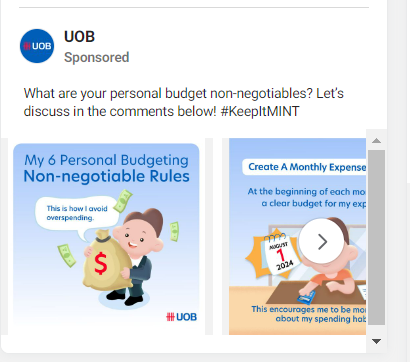 UOB
UOB
Sponsored
What are your personal budget non-negotiables? Let's
discuss in the comments below! #KeepItMINT
My 6 Personal Budgeting
Non-negotiable Rules
This is how I avoid
overspending.
$
UOB
Create A Monthly Expense
At the beginning of each mo
a clear budget for my exp
AUGUST
1
2024
This encourages me to be mo
about my spending hab